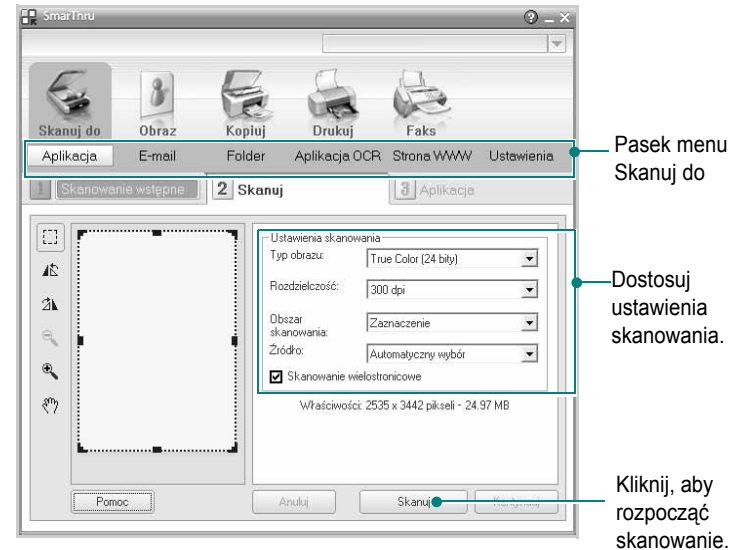 SmarThru
Skanuj do Obraz Kopiuj Drukuj Faks
Aplikacja E-mail Folder Aplikacja OCR Strona WWW Ustawienia
Pasek menu
Skanuj do
1 Skanowanie wstępne 2 Skanuj 3 Aplikacja
Ustawienia skanowania
Typ obrazu: True Color (24 bity)
Rozdzielczość: 300 dpi
Obszar
skanowania: Zaznaczenie
Źródło: Automatyczny wybór
Skanowanie wielostronicowe
Właściwości: 2535 x 3442 pikseli - 24.97 MB
Dostosuj
ustawienia
skanowania.
Pomoc Anuluj Skanuj Kontynuuj
Kliknij, aby
rozpocząć
skanowanie.